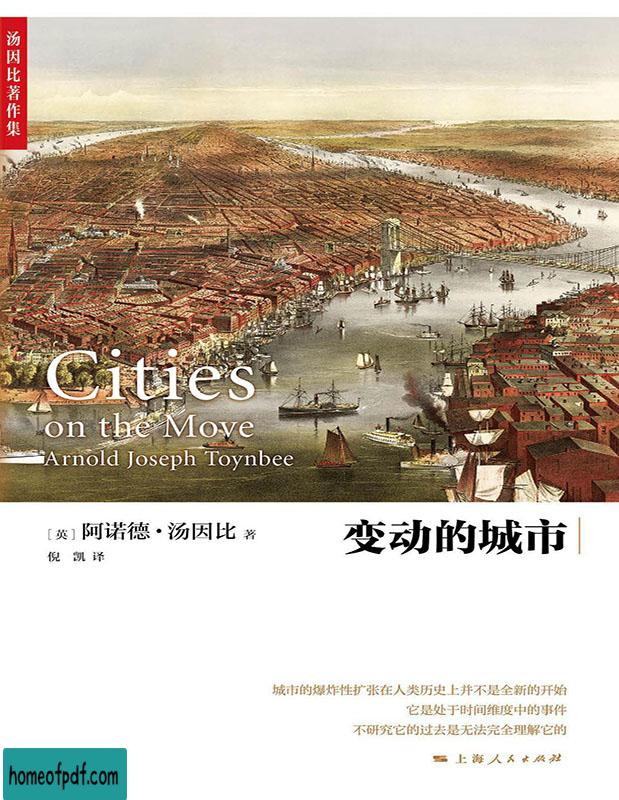 汤因比著作集
Cities
on the Move
Arnold Joseph Toynbee
[英] 阿诺德·汤因比 著
倪 凯 译
变动的城市
城市的爆炸性扩张在人类历史上并不是全新的开始
它是处于时间维度中的事件
不研究它的过去是无法完全理解它的
上海人民出版社
homeofpdf.com